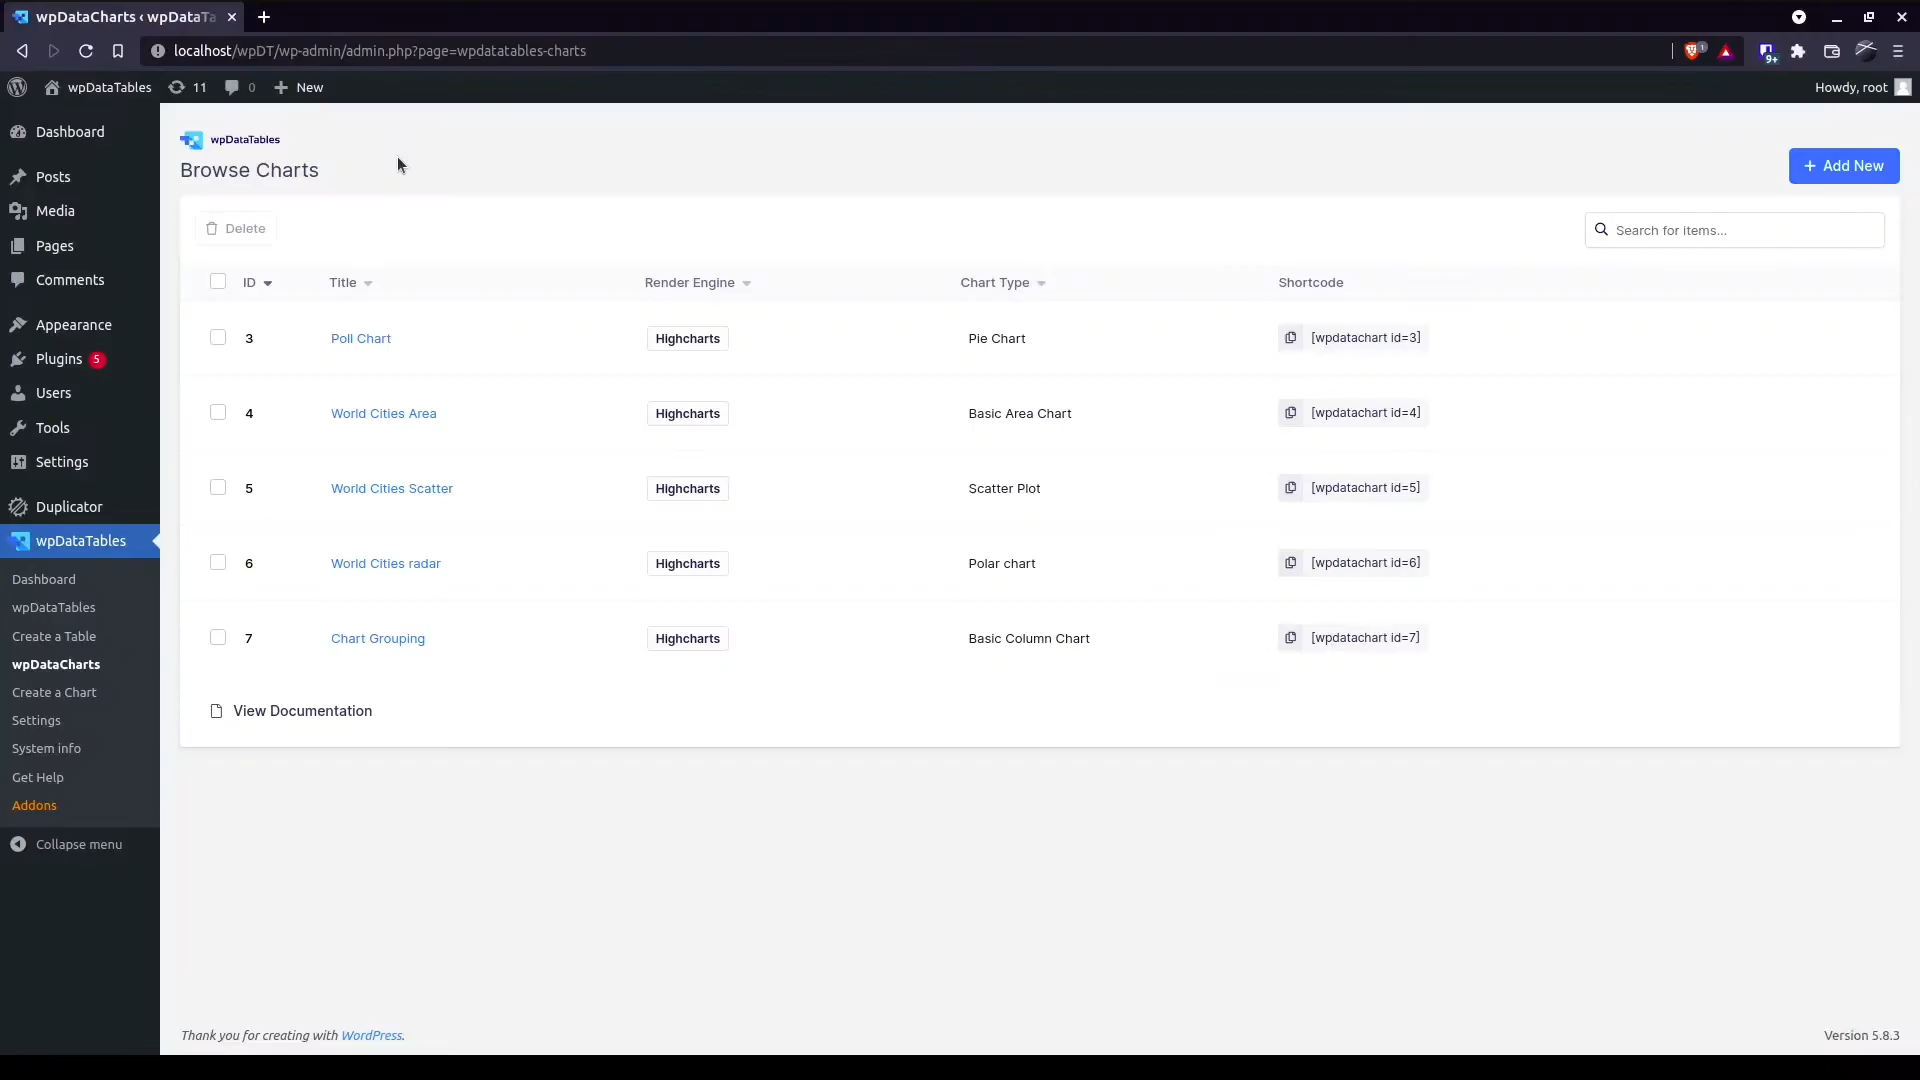 wpDataCharts ‹ wpDataTa
localhost/wpDT/wp-admin/admin.php?page=wpdatatables-charts
1
9+
wpDataTables 11 0 New
Howdy, root
Dashboard
Posts
Media
Pages
Comments
Appearance
Plugins 5
Users
Tools
Settings
Duplicator
wpDataTables
Dashboard
wpDataTables
Create a Table
wpDataCharts
Create a Chart
Settings
System info
Get Help
Addons
Collapse menu
wpDataTables
Browse Charts
+ Add New
Delete
Search for items...
ID Title Render Engine Chart Type Shortcode
3 Poll Chart Highcharts Pie Chart [wpdatachart id=3]
4 World Cities Area Highcharts Basic Area Chart [wpdatachart id=4]
5 World Cities Scatter Highcharts Scatter Plot [wpdatachart id=5]
6 World Cities radar Highcharts Polar chart [wpdatachart id=6]
7 Chart Grouping Highcharts Basic Column Chart [wpdatachart id=7]
View Documentation
Thank you for creating with WordPress.
Version 5.8.3